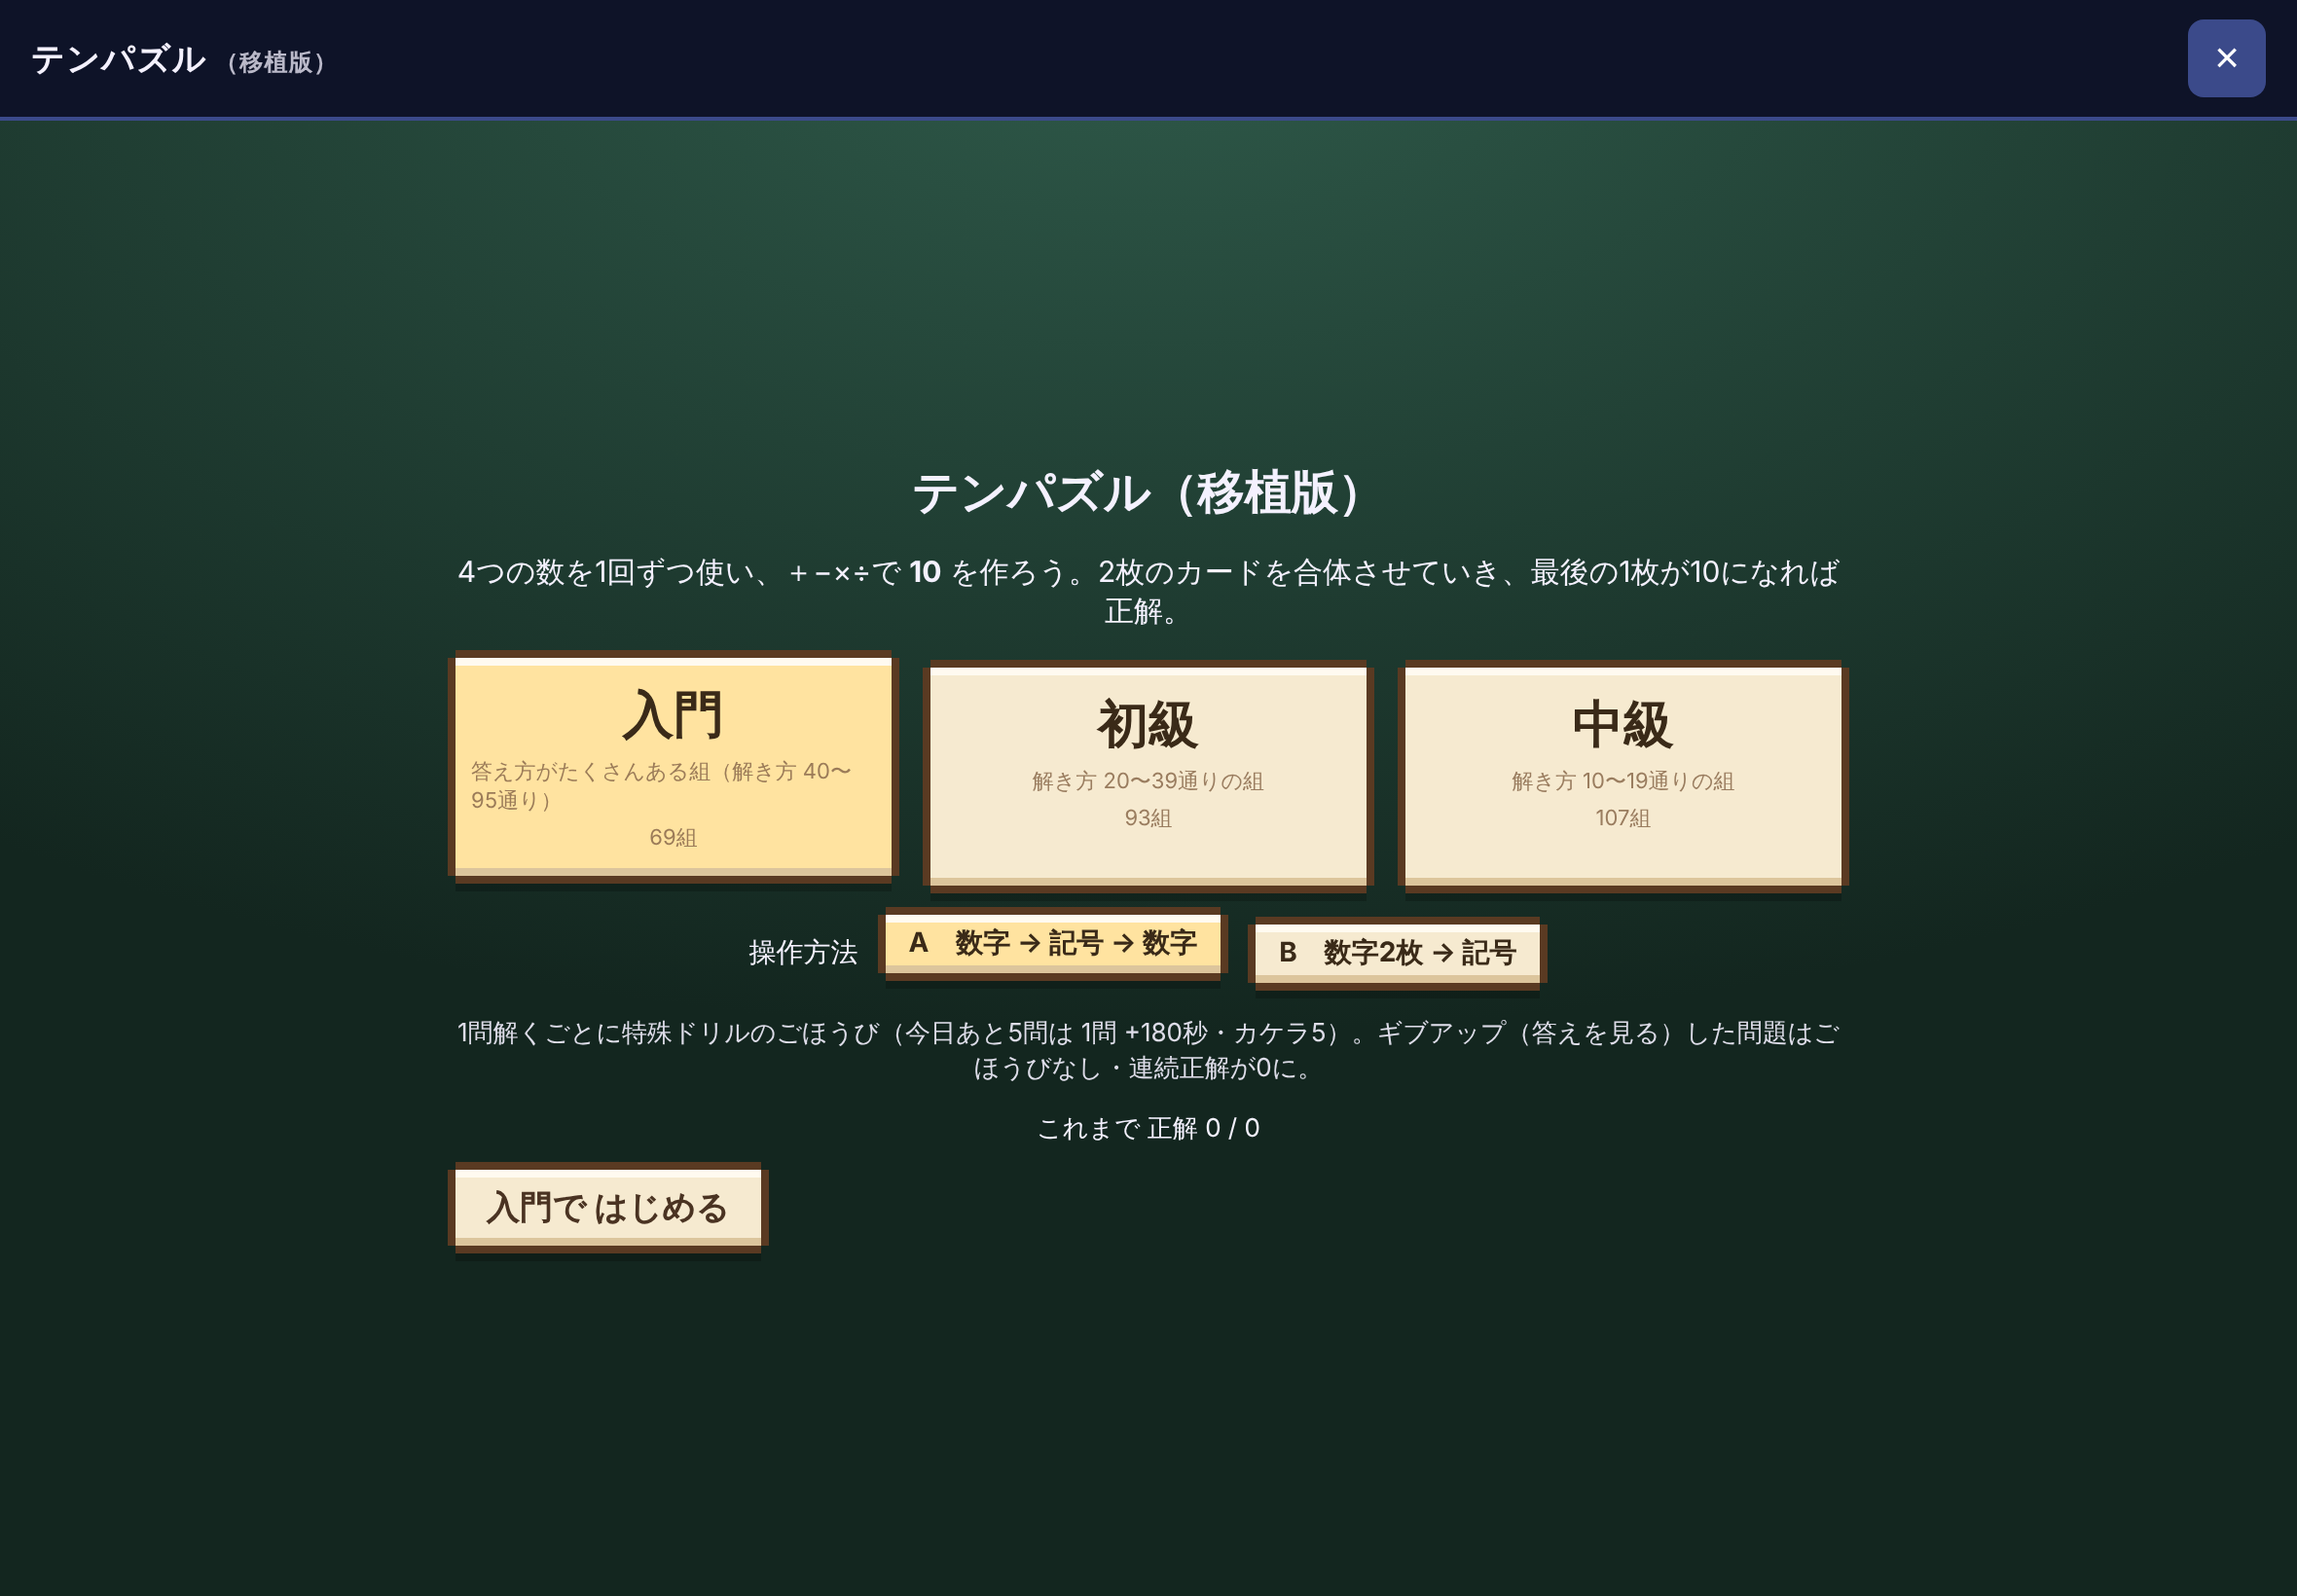 テンパズル（移植版）
✕
テンパズル（移植版）
4つの数を1回ずつ使い、＋−×÷で 10 を作ろう。2枚のカードを合体させていき、最後の1枚が10になれば
正解。
入門
答え方がたくさんある組（解き方 40〜
95通り）
69組
初級
解き方 20〜39通りの組
93組
中級
解き方 10〜19通りの組
107組
操作方法
A　数字 → 記号 → 数字
B　数字2枚 → 記号
1問解くごとに特殊ドリルのごほうび（今日あと5問は 1問 +180秒・カケラ5）。ギブアップ（答えを見る）した問題はご
ほうびなし・連続正解が0に。
これまで 正解 0 / 0
入門で はじめる